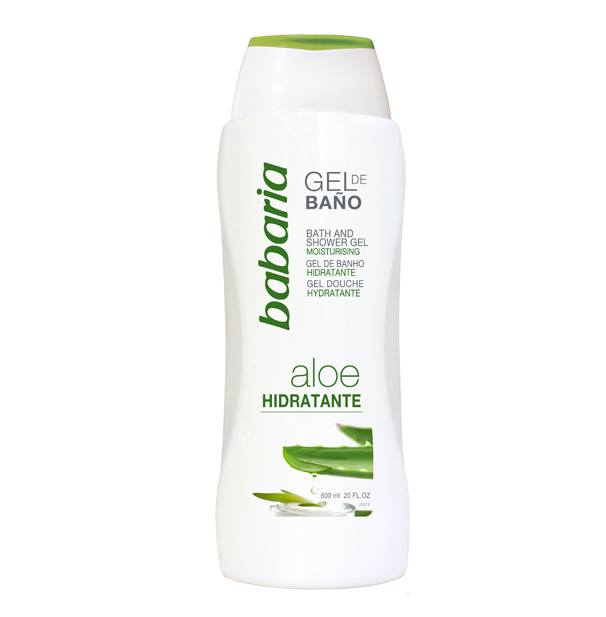 babaria
GEL DE
BAÑO
BATH AND
SHOWER GEL
MOISTURISING
GEL DE BANHO
HIDRATANTE
GEL DOUCHE
HYDRATANTE
aloe
HIDRATANTE
600 ml 20 FL.OZ